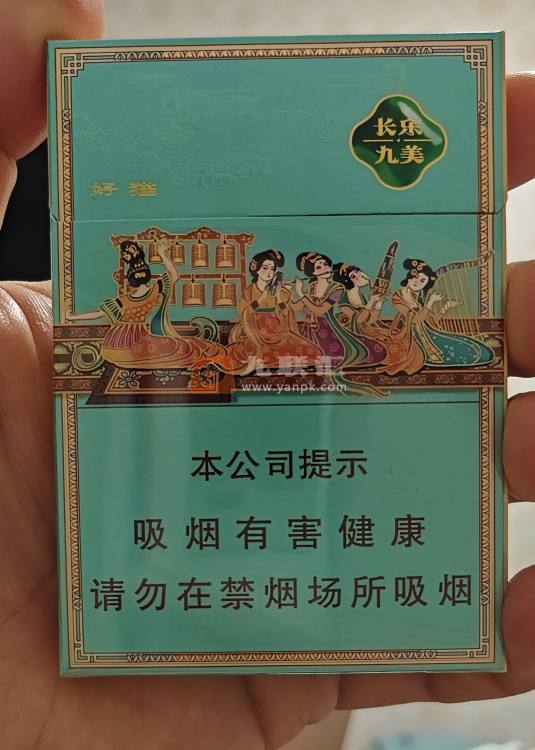 长乐
九美
好猫
九联汇
www.yanpk.com
本公司提示
吸烟有害健康
请勿在禁烟场所吸烟